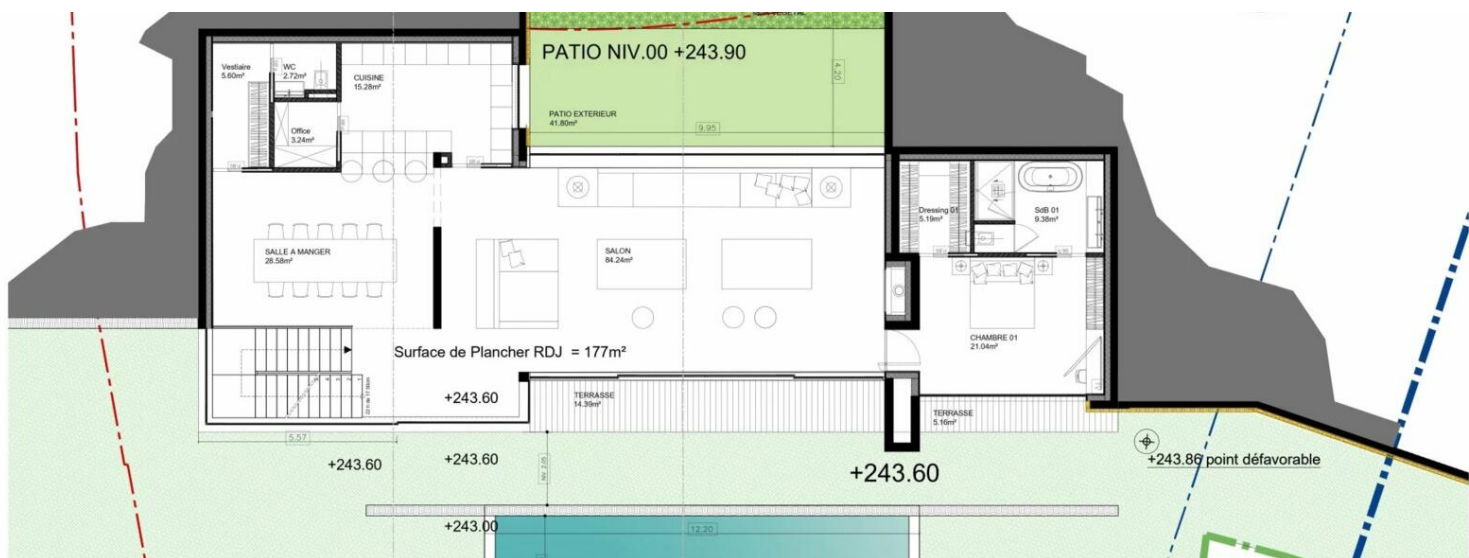 PATIO NIV.00 +243.90
Vestiaire
5.60m²
WC
2.72m²
CUISINE
15.28m²
4.20
PATIO EXTERIEUR
41.80m²
Office
3.24m²
9.95
Dressing 01
5.19m²
SdB 01
9.38m²
SALLE A MANGER
28.58m²
SALON
84.24m²
CHAMBRE 01
21.04m²
Surface de Plancher RDJ = 177m²
+243.60
TERRASSE
14.39m²
TERRASSE
5.16m²
5.57
+243.60
+243.60
+243.60
+243.86 point défavorable
+243.00
12.20